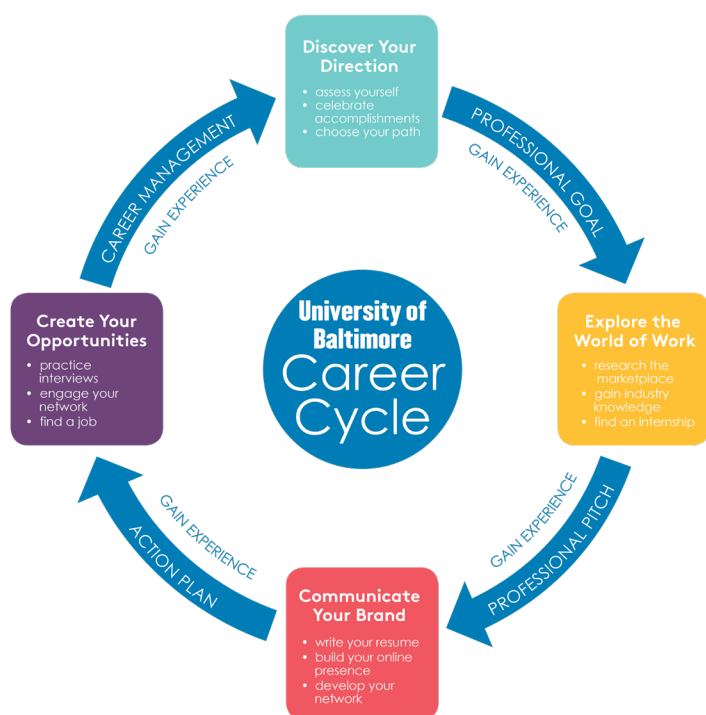 Discover Your
Direction
• assess yourself
• celebrate
accomplishments
• choose your path
PROFESSIONAL GOAL
GAIN EXPERIENCE
Explore the
World of Work
• research the
marketplace
• gain industry
knowledge
• find an internship
PROFESSIONAL PITCH
GAIN EXPERIENCE
Communicate
Your Brand
• write your resume
• build your online
presence
• develop your
network
ACTION PLAN
GAIN EXPERIENCE
Create Your
Opportunities
• practice
interviews
• engage your
network
• find a job
CAREER MANAGEMENT
GAIN EXPERIENCE
University of
Baltimore
Career
Cycle